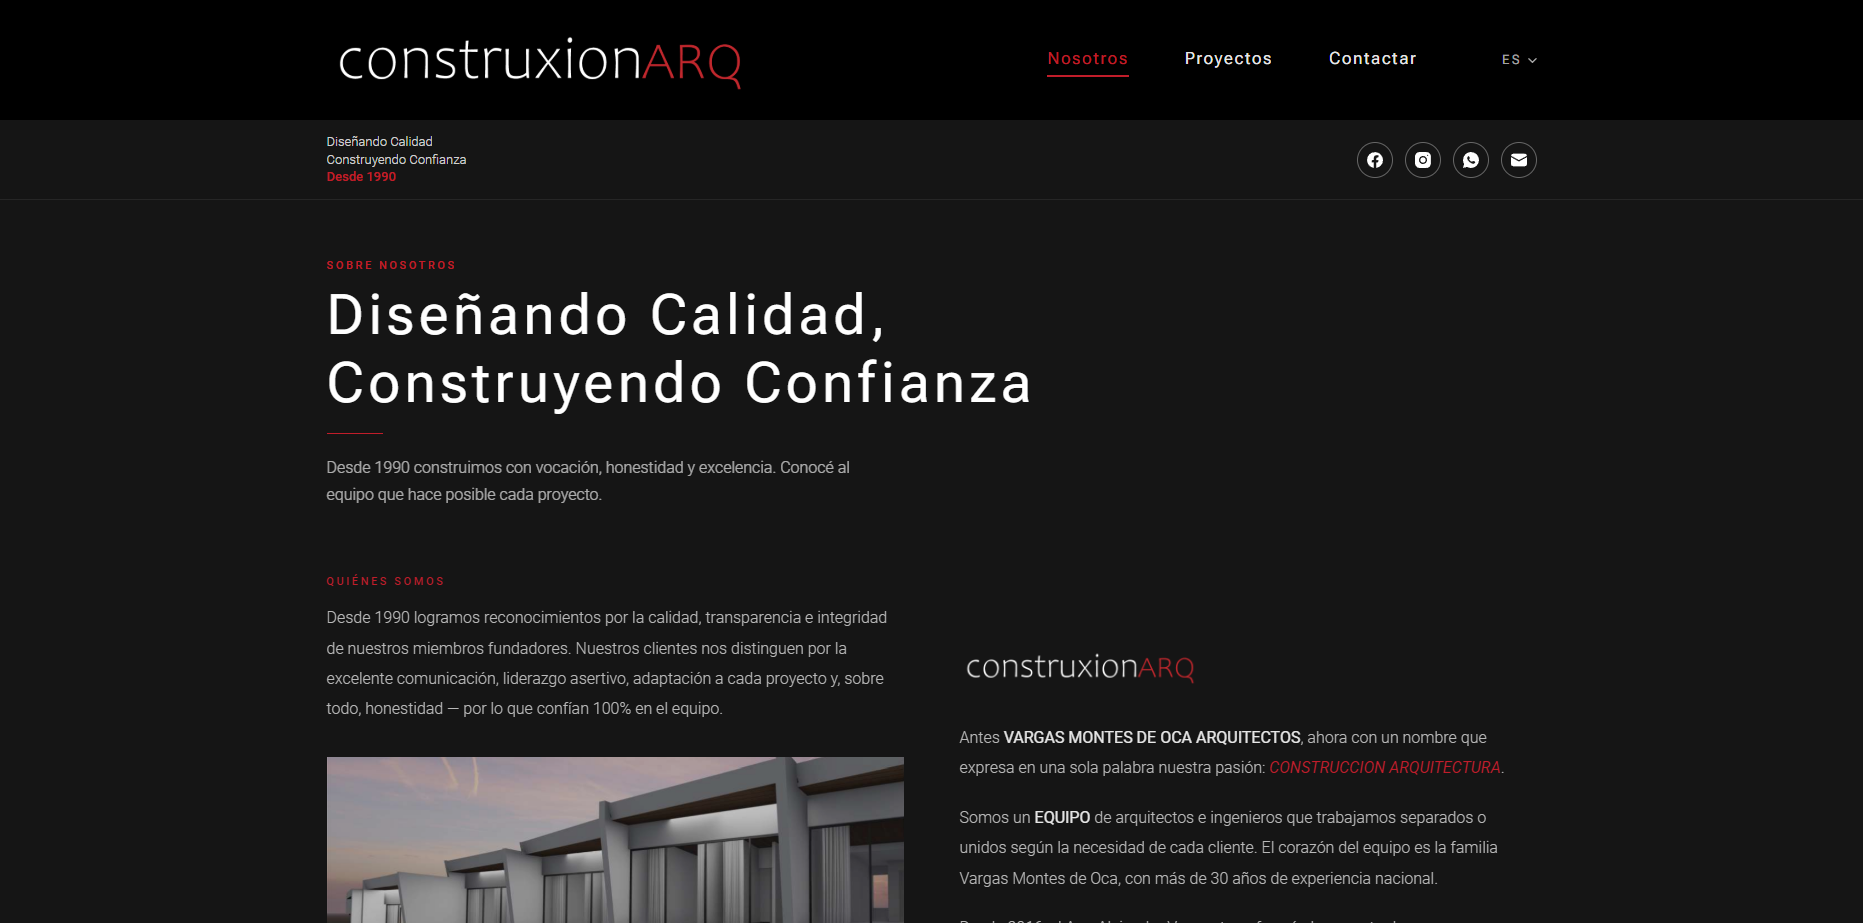 construxionARQ
Nosotros
Proyectos
Contactar
ES
Diseñando Calidad
Construyendo Confianza
Desde 1990
SOBRE NOSOTROS
Diseñando Calidad,
Construyendo Confianza
Desde 1990 construimos con vocación, honestidad y excelencia. Conocé al
equipo que hace posible cada proyecto.
QUIÉNES SOMOS
Desde 1990 logramos reconocimientos por la calidad, transparencia e integridad
de nuestros miembros fundadores. Nuestros clientes nos distinguen por la
excelente comunicación, liderazgo asertivo, adaptación a cada proyecto y, sobre
todo, honestidad — por lo que confían 100% en el equipo.
construxionARQ
Antes VARGAS MONTES DE OCA ARQUITECTOS, ahora con un nombre que
expresa en una sola palabra nuestra pasión: CONSTRUCCION ARQUITECTURA.
Somos un EQUIPO de arquitectos e ingenieros que trabajamos separados o
unidos según la necesidad de cada cliente. El corazón del equipo es la familia
Vargas Montes de Oca, con más de 30 años de experiencia nacional.